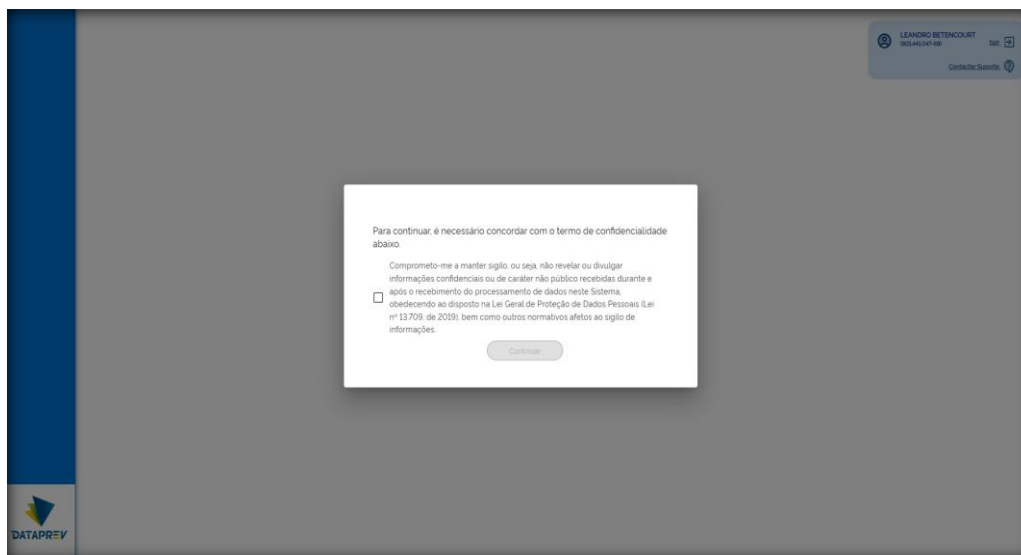 LEANDRO BETENCOURT
Sair
Contactar Suporte
Para continuar, é necessário concordar com o termo de confidencialidade
abaixo.
Comprometo-me a manter sigilo, ou seja, não revelar ou divulgar
informações confidenciais ou de caráter não público recebidas durante e
após o recebimento do processamento de dados neste Sistema,
obedecendo ao disposto na Lei Geral de Proteção de Dados Pessoais (Lei
nº 13.709, de 2019), bem como outros normativos afetos ao sigilo de
informações.
Continuar
DATAPREV